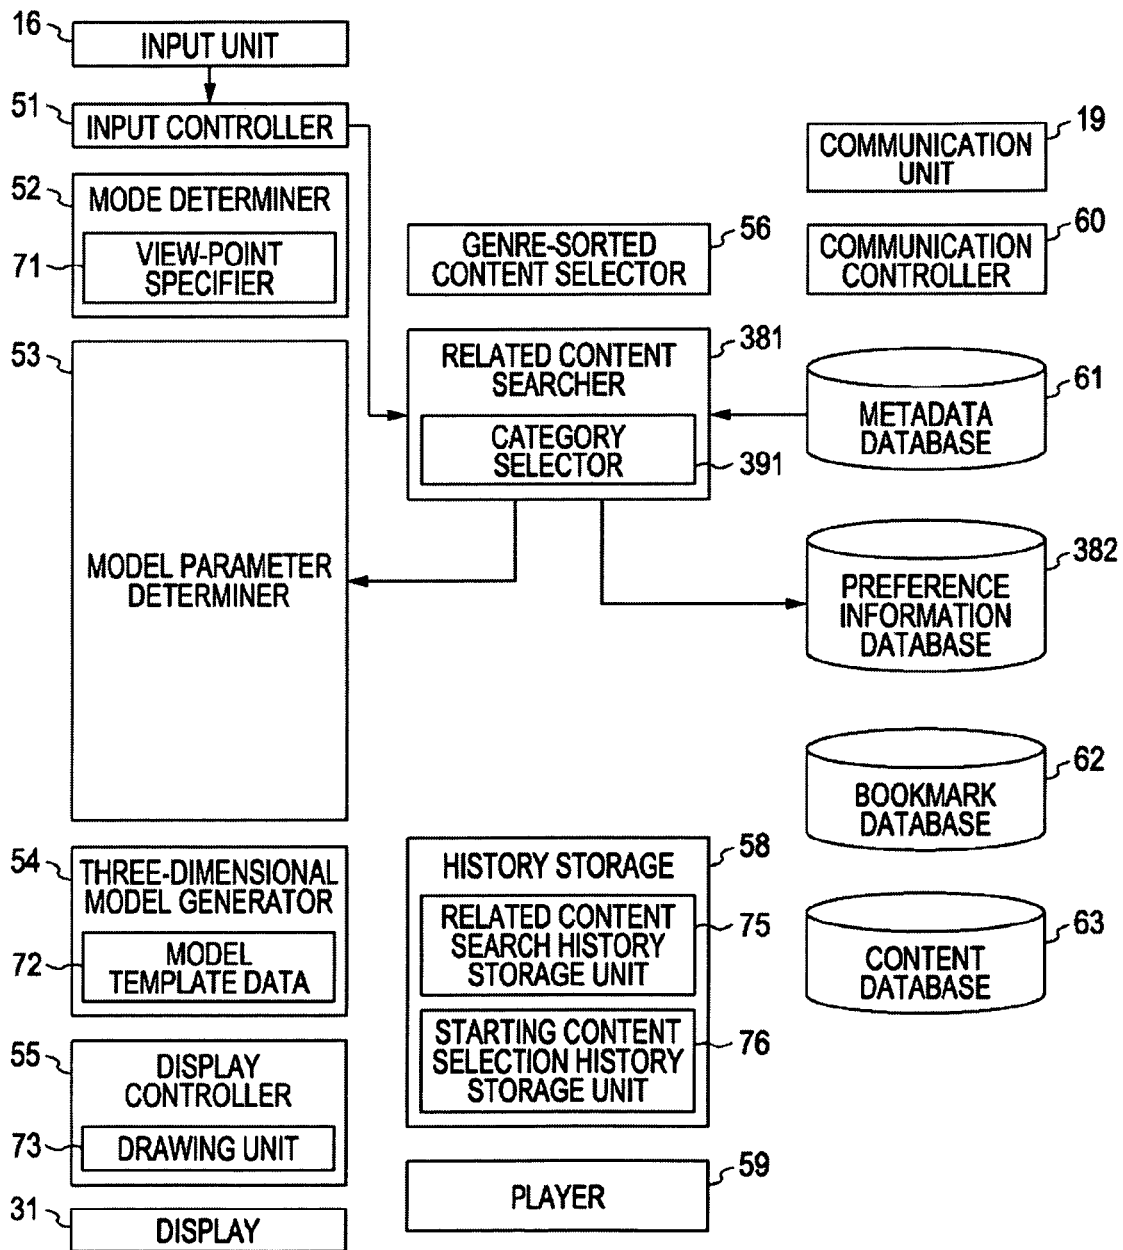 16
INPUT UNIT
51
INPUT CONTROLLER
52
MODE DETERMINER
71
VIEW-POINT
SPECIFIER
53
MODEL PARAMETER
DETERMINER
54
THREE-DIMENSIONAL
MODEL GENERATOR
72
MODEL
TEMPLATE DATA
55
DISPLAY
CONTROLLER
73
DRAWING UNIT
31
DISPLAY
GENRE-SORTED
CONTENT SELECTOR
56
RELATED CONTENT
SEARCHER
381
CATEGORY
SELECTOR
391
HISTORY STORAGE
58
RELATED CONTENT
SEARCH HISTORY
STORAGE UNIT
75
STARTING CONTENT
SELECTION HISTORY
STORAGE UNIT
76
PLAYER
59
COMMUNICATION
UNIT
19
COMMUNICATION
CONTROLLER
60
METADATA
DATABASE
61
PREFERENCE
INFORMATION
DATABASE
382
BOOKMARK
DATABASE
62
CONTENT
DATABASE
63